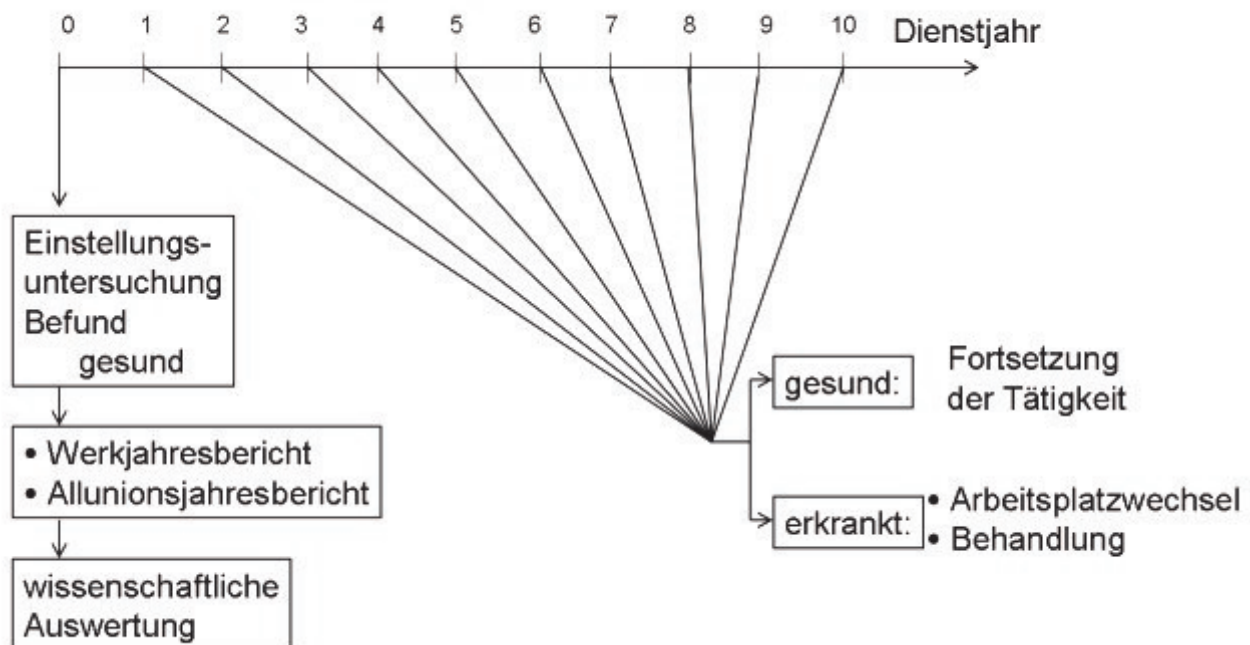 0 1 2 3 4 5 6 7 8 9 10 Dienstjahr
Einstellungs-
untersuchung
Befund
gesund
• Werkjahresbericht
• Allunionsjahresbericht
wissenschaftliche
Auswertung
gesund:
Fortsetzung
der Tätigkeit
erkrankt:
• Arbeitsplatzwechsel
• Behandlung